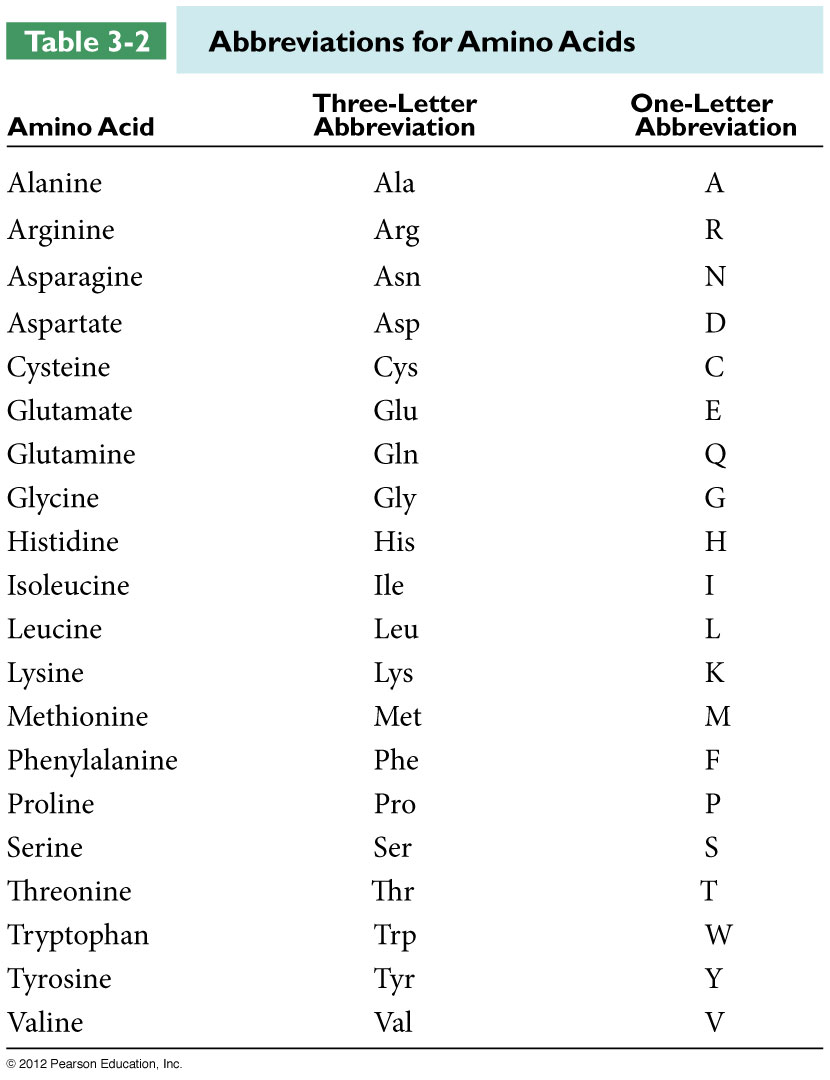 Table 3-2 Abbreviations for Amino Acids
Three-Letter One-Letter
Amino Acid Abbreviation Abbreviation
Alanine Ala A
Arginine Arg R
Asparagine Asn N
Aspartate Asp D
Cysteine Cys C
Glutamate Glu E
Glutamine Gln Q
Glycine Gly G
Histidine His H
Isoleucine Ile I
Leucine Leu L
Lysine Lys K
Methionine Met M
Phenylalanine Phe F
Proline Pro P
Serine Ser S
Threonine Thr T
Tryptophan Trp W
Tyrosine Tyr Y
Valine Val V
© 2012 Pearson Education, Inc.